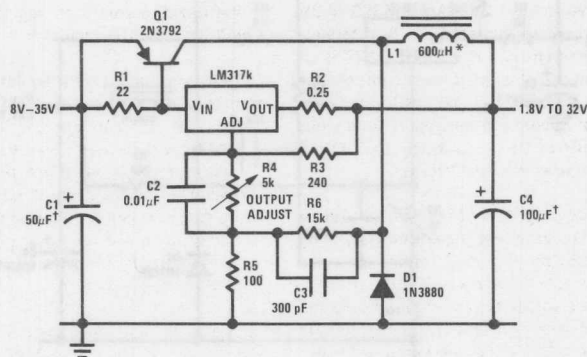 Q1
2N3792
L1
600µH*
R1
22
LM317k
R2
0.25
8V–35V
VIN
VOUT
ADJ
1.8V TO 32V
R4
5k
OUTPUT
ADJUST
R3
240
R6
15k
C2
0.01µF
C1
50µF†
+
C4
100µF†
+
R5
100
C3
300 pF
D1
1N3880